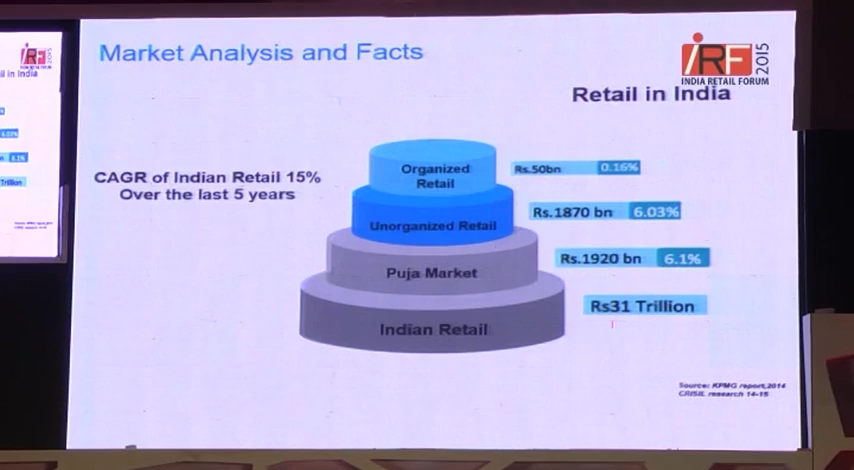 Market Analysis and Facts
IRF
2015
INDIA RETAIL FORUM
Retail in India
CAGR of Indian Retail 15%
Over the last 5 years
Organized
Retail
Rs.50bn 0.16%
Unorganized Retail
Rs.1870 bn 6.03%
Puja Market
Rs.1920 bn 6.1%
Indian Retail
Rs31 Trillion
Source: KPMG report,2014
CRISIL research 14-15